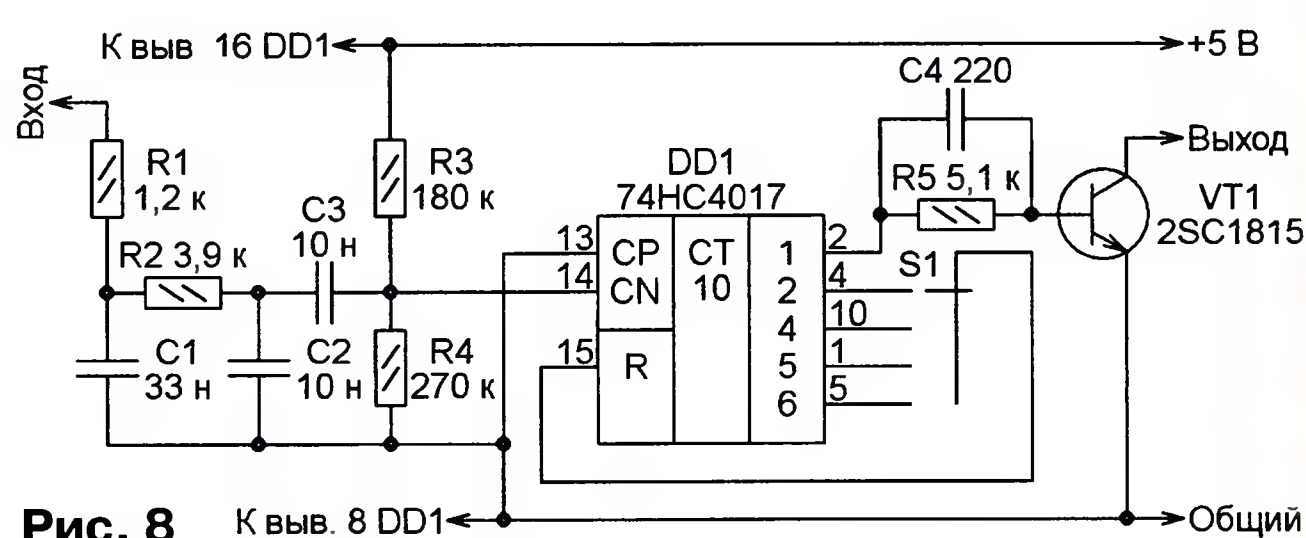 К выв 16 DD1
+5 В
Вход
C4 220
R1
1,2 к
R3
180 к
DD1
74HC4017
R5 5,1 к
Выход
VT1
2SC1815
R2 3,9 к
C3
10 н
13
14
15
CP
CN
R
CT
10
1
2
4
5
6
2
4
10
1
5
S1
C1
33 н
C2
10 н
R4
270 к
Рис. 8
К выв. 8 DD1
Общий